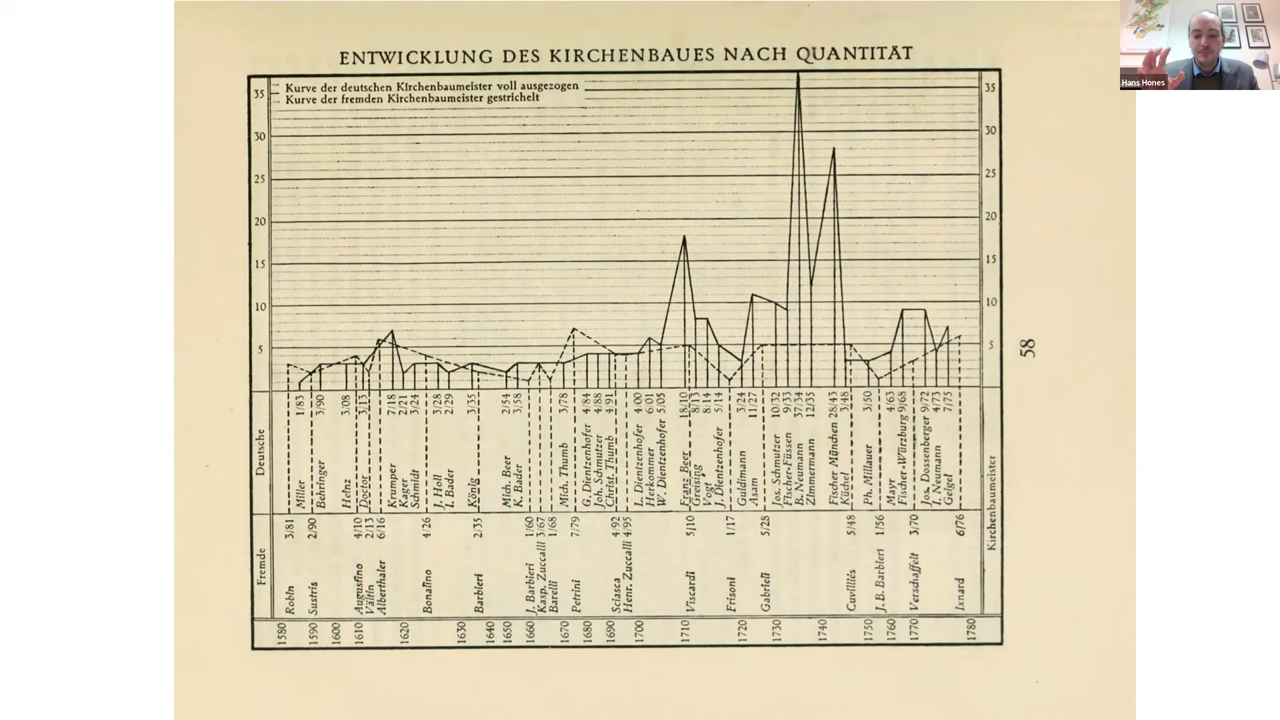 Hans Hones
ENTWICKLUNG DES KIRCHENBAUES NACH QUANTITÄT
Kurve der deutschen Kirchenbaumeister voll ausgezogen
Kurve der fremden Kirchenbaumeister gestrichelt
35
30
25
20
15
10
5
35
30
25
20
15
10
5
58
Deutsche
Miller 1/83
Behringer 3/90
Heinz 3/08
Doctor 3/13
Krumper 7/18
Kager 2/21
Schmidt 3/24
J. Holl 3/28
I. Bader 2/29
König 3/35
Mich. Beer 2/54
K. Bader 3/58
Mich. Thumb 3/78
G. Dientzenhofer 4/84
Joh. Schmutzer 4/88
Christ. Thumb 4/91
L. Dientzenhofer 4/00
Herkommer 6/01
W. Dientzenhofer 5/05
Franz Beer 18/10
Greising 8/13
Vogt 8/14
J. Dientzenhofer 5/14
Guldimann 3/24
Asam 11/27
Jos. Schmutzer 10/32
Fischer-Füssen 9/33
B. Neumann 37/34
Zimmermann 12/35
Fischer München 28/43
Küchel 3/48
Ph. Millauer 3/50
Mayr 4/63
Fischer-Würzburg 9/68
Jos. Dossenberger 9/72
I. Neumann 4/73
Geigel 7/75
Kirchenbaumeister
Fremde
Robin 3/81
Sustris 2/90
Augustino 4/10
Vältin 2/13
Alberthaler 6/16
Bonalino 4/26
Barbieri 2/35
J. Barbieri 1/60
Kasp. Zuccalli 3/67
Barelli 1/68
Petrini 7/79
Sciasca 4/92
Henr. Zuccalli 4/95
Viscardi 5/10
Frisoni 1/17
Gabrieli 5/28
Cuvilliés 5/48
J. B. Barbieri 1/56
Verschaffelt 3/70
Ixnard 6/76
1580
1590
1600
1610
1620
1630
1640
1650
1660
1670
1680
1690
1700
1710
1720
1730
1740
1750
1760
1770
1780